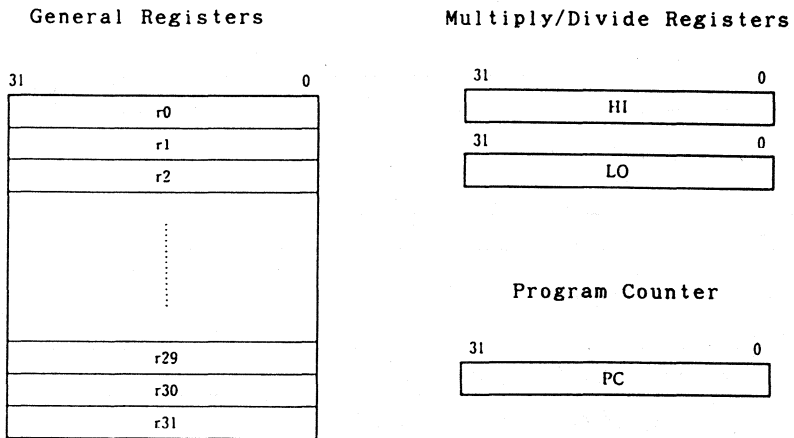 General Registers
31 0
r0
r1
r2
r29
r30
r31
Multiply/Divide Registers
31 0
HI
31 0
LO
Program Counter
31 0
PC